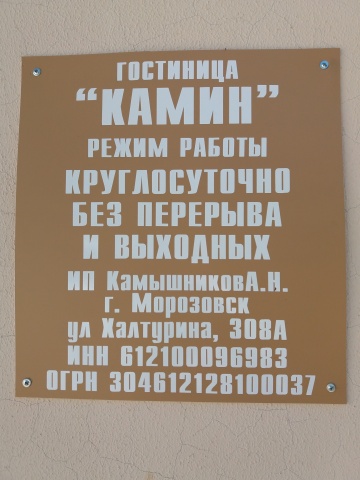 ГОСТИНИЦА
"КАМИН"
РЕЖИМ РАБОТЫ
КРУГЛОСУТОЧНО
БЕЗ ПЕРЕРЫВА
И ВЫХОДНЫХ
ИП КамышниковА.Н.
г. Морозовск
ул Халтурина, 308А
ИНН 612100096983
ОГРН 304612128100037